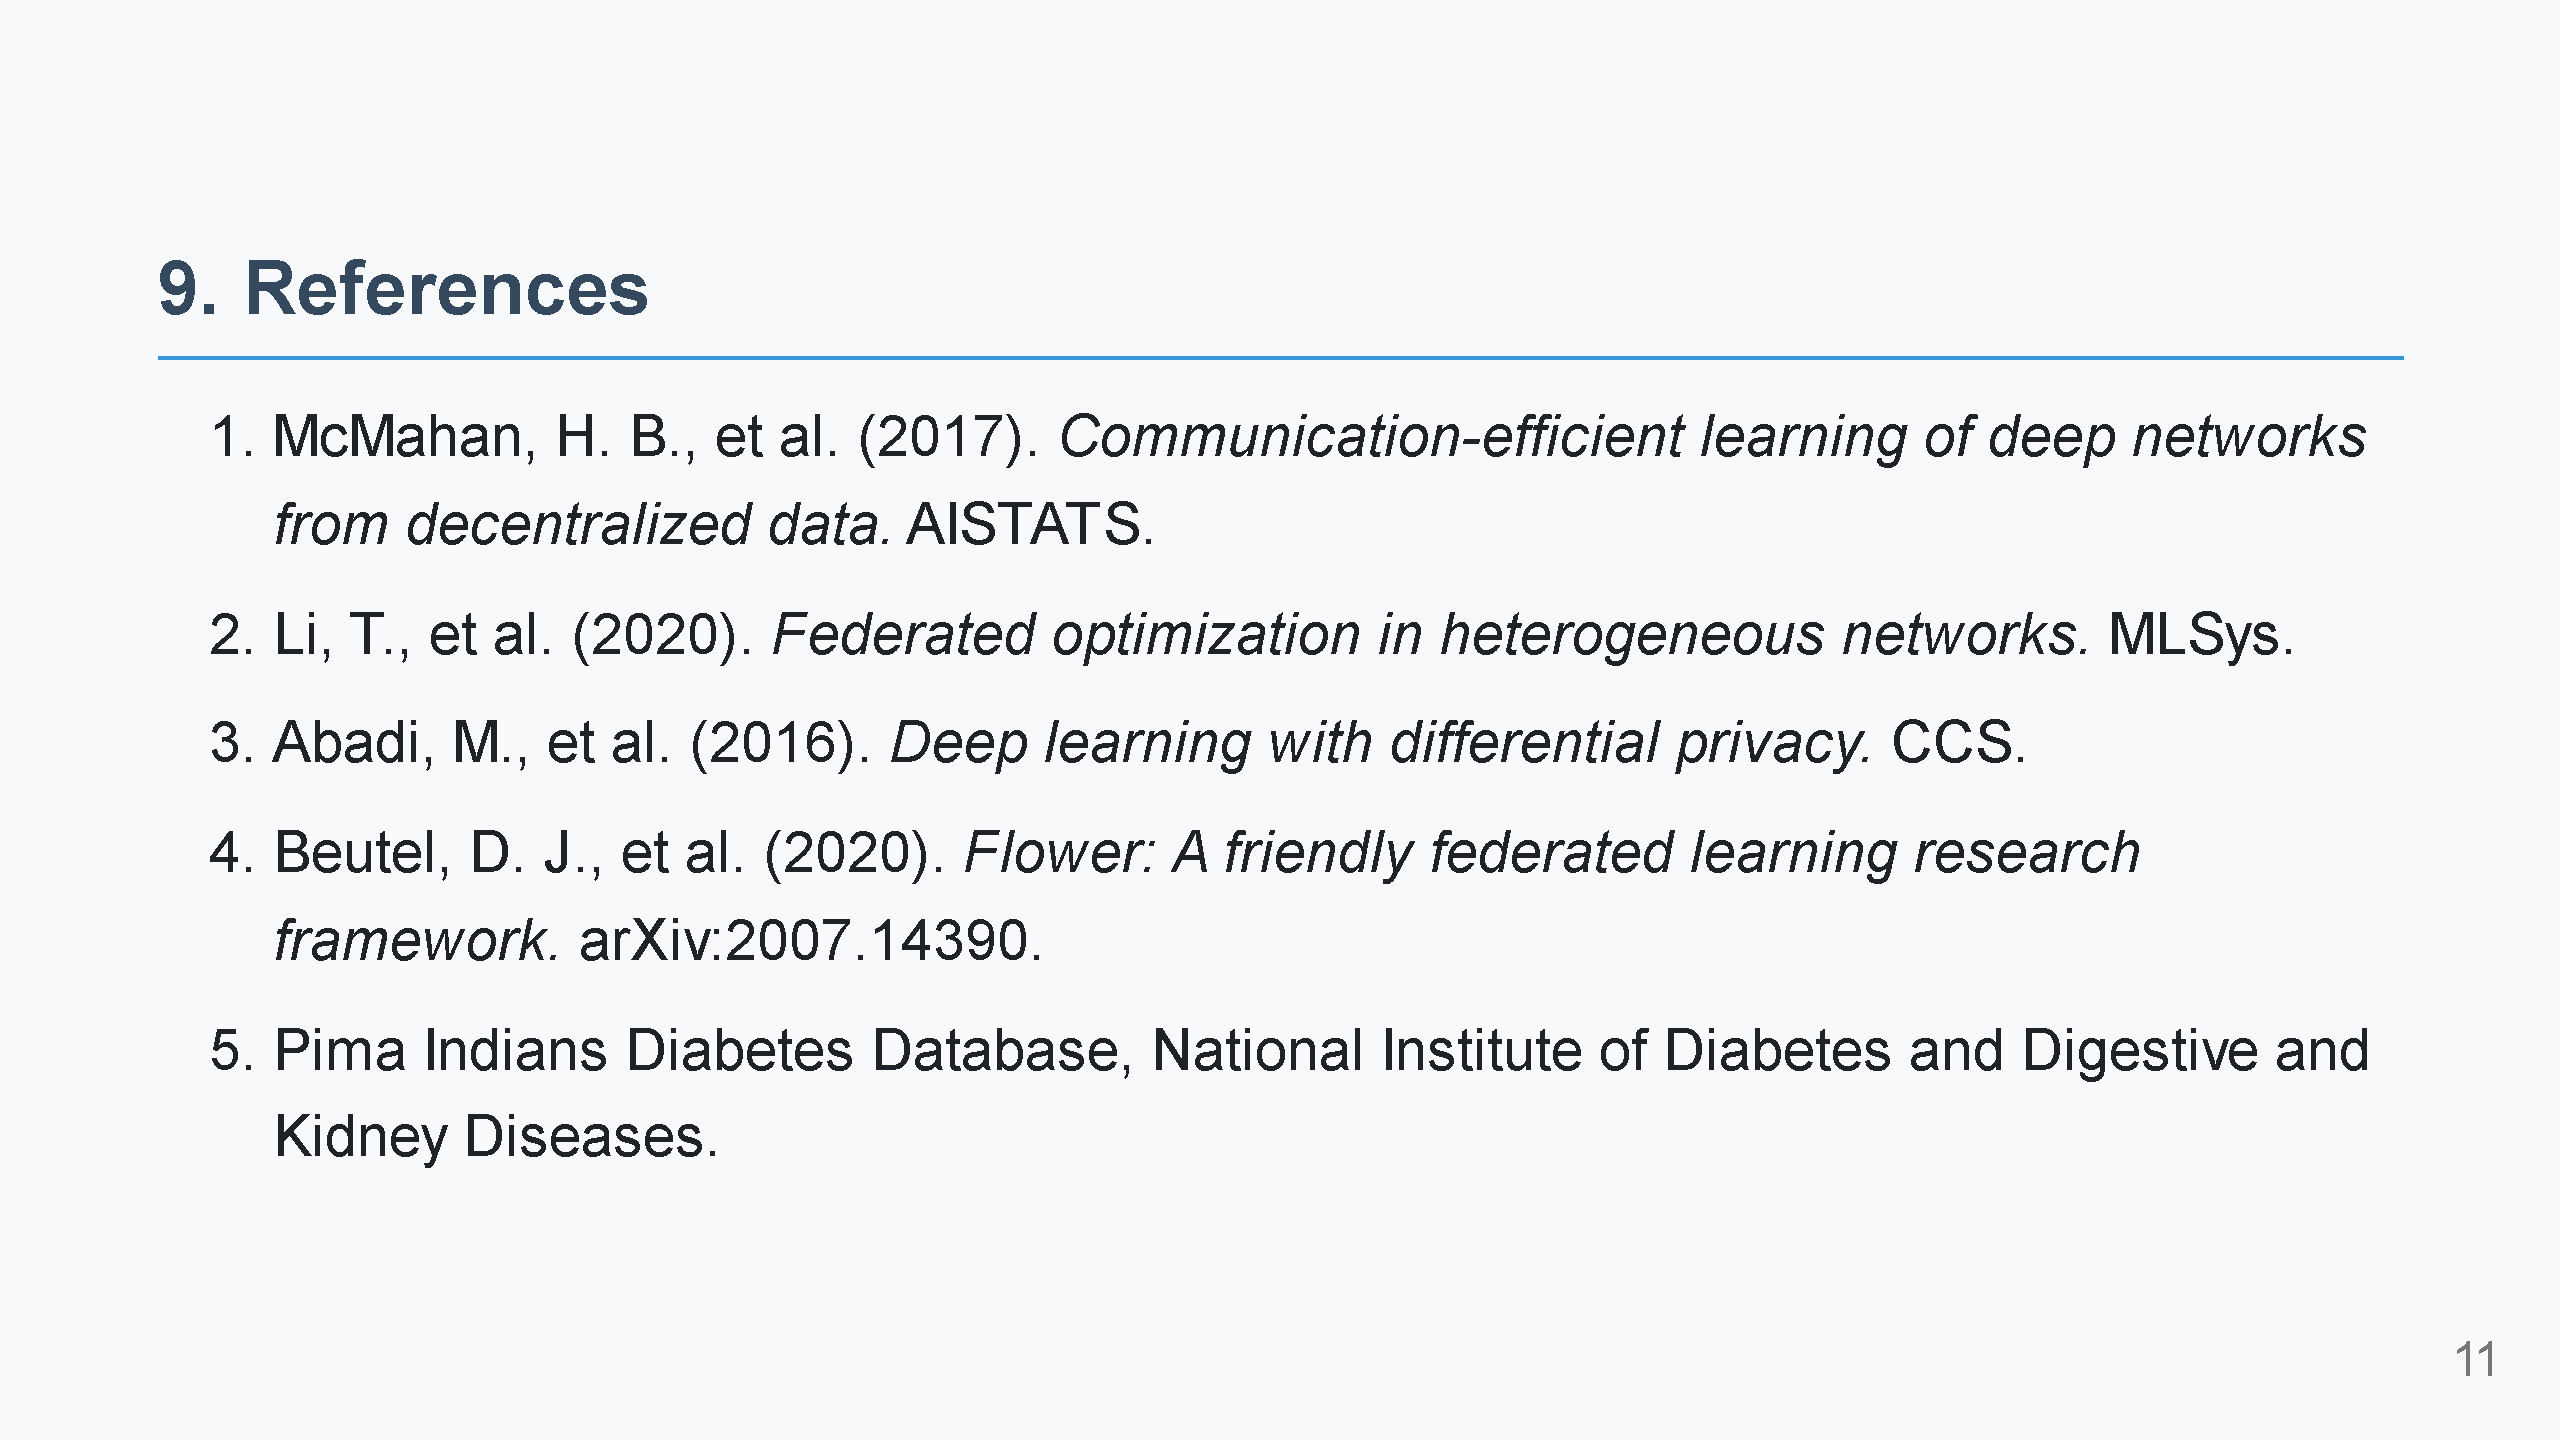 9. References
1. McMahan, H. B., et al. (2017). Communication-efficient learning of deep networks
from decentralized data. AISTATS.
2. Li, T., et al. (2020). Federated optimization in heterogeneous networks. MLSys.
3. Abadi, M., et al. (2016). Deep learning with differential privacy. CCS.
4. Beutel, D. J., et al. (2020). Flower: A friendly federated learning research
framework. arXiv:2007.14390.
5. Pima Indians Diabetes Database, National Institute of Diabetes and Digestive and
Kidney Diseases.
11